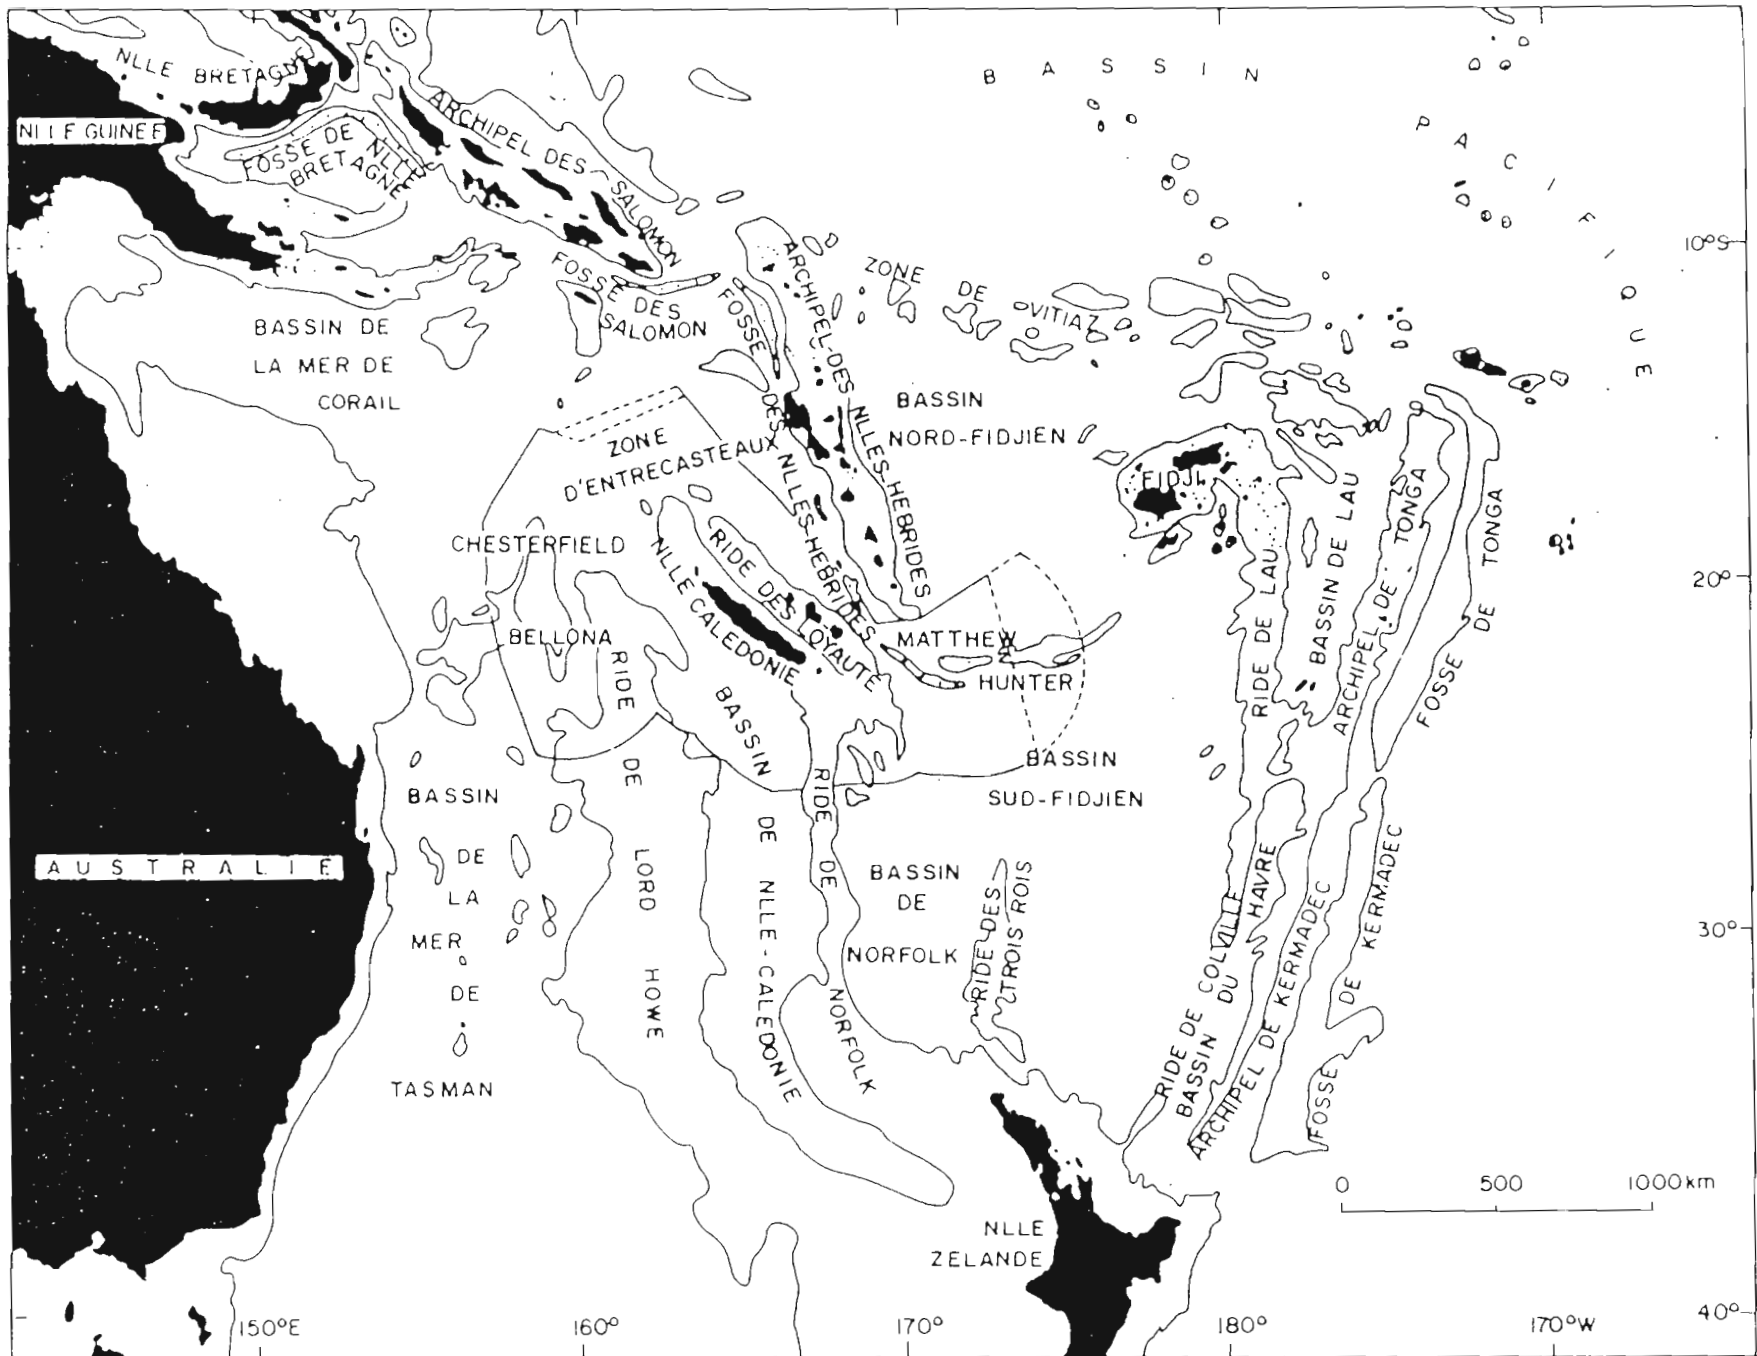 BASSIN
PACIFIQUE
NLLE BRETAGNE
NLLE GUINEE
FOSSE DE NLLE
BRETAGNE
ARCHIPEL DES SALOMON
FOSSE DES
SALOMON
10°S
ZONE DE VITIAZ
ARCHIPEL-DES NLLES-HEBRIDES
FOSSE DES NLLES-HEBRIDES
BASSIN DE
LA MER DE
CORAIL
BASSIN
NORD-FIDJIEN
ZONE
D'ENTRECASTEAUX
FIDJI
CHESTERFIELD
BELLONA
NLLE CALEDONIE
RIDE DES LOYAUTE
MATTHEW
HUNTER
20°
RIDE DE LAU
BASSIN DE LAU
ARCHIPEL DE TONGA
FOSSE DE TONGA
BASSIN
SUD-FIDJIEN
AUSTRALIE
BASSIN
DE
LA
MER
DE
TASMAN
RIDE DE LORD HOWE
BASSIN DE NLLE-CALEDONIE
RIDE DE NORFOLK
BASSIN
DE
NORFOLK
RIDE DES
TROIS ROIS
30°
RIDE DE COLVILLE
BASSIN DU HAVRE
ARCHIPEL DE KERMADEC
FOSSE DE KERMADEC
0 500 1000 km
NLLE
ZELANDE
40°
150°E 160° 170° 180° 170°W